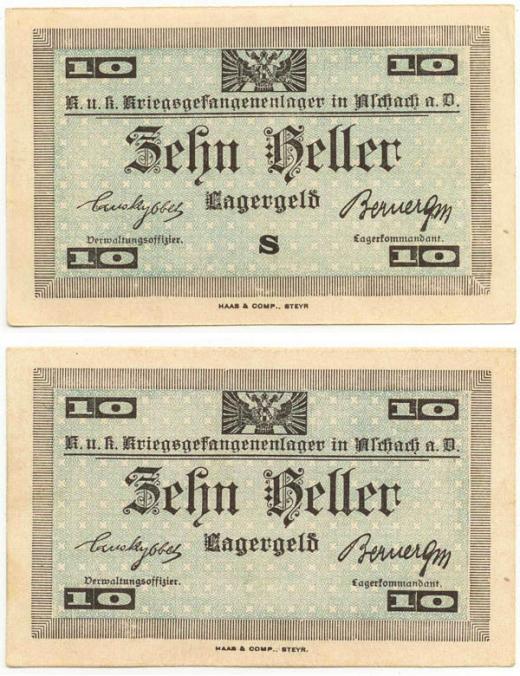 10 10
K. u. k. Kriegsgefangenenlager in Aschach a. D.
Zehn Heller
Lagergeld
Verwaltungsoffizier. S Lagerkommandant.
10 10
HAAS & COMP., STEYR
10 10
K. u. k. Kriegsgefangenenlager in Aschach a. D.
Zehn Heller
Lagergeld
Verwaltungsoffizier. Lagerkommandant.
10 10
HAAS & COMP., STEYR.